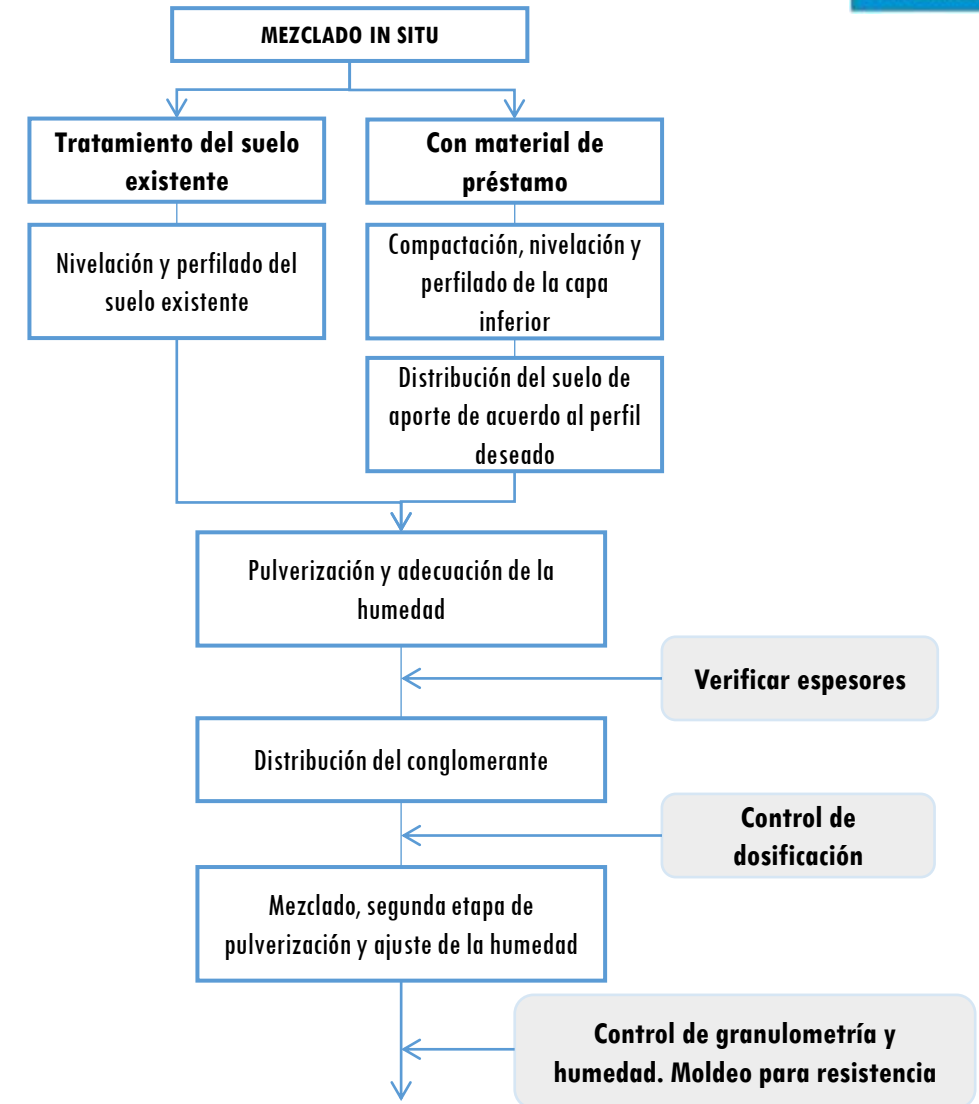 MEZCLADO IN SITU
Tratamiento del suelo
existente
Con material de
préstamo
Nivelación y perfilado del
suelo existente
Compactación, nivelación y
perfilado de la capa
inferior
Distribución del suelo de
aporte de acuerdo al perfil
deseado
Pulverización y adecuación de la
humedad
Verificar espesores
Distribución del conglomerante
Control de
dosificación
Mezclado, segunda etapa de
pulverización y ajuste de la humedad
Control de granulometría y
humedad. Moldeo para resistencia